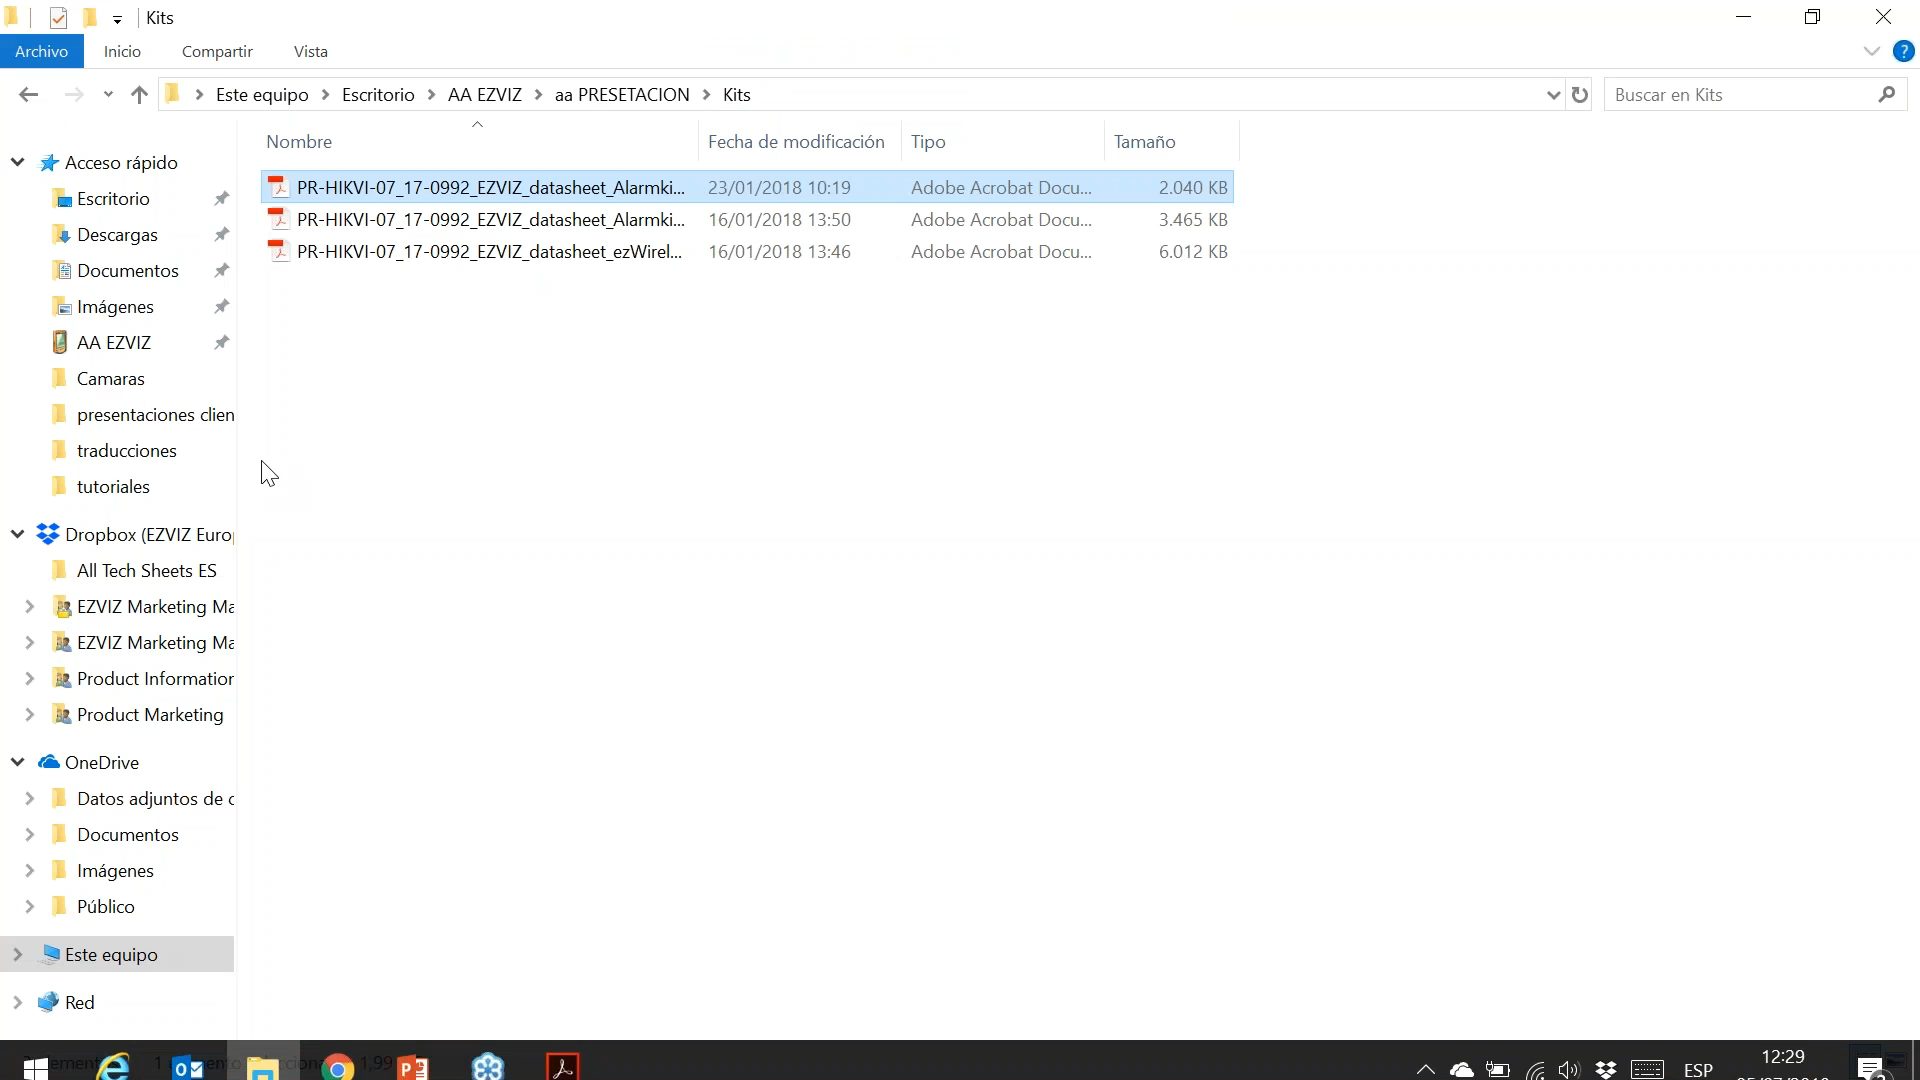 Kits
Archivo Inicio Compartir Vista
Este equipo Escritorio AA EZVIZ aa PRESETACION Kits
Buscar en Kits
Nombre Fecha de modificación Tipo Tamaño
PR-HIKVI-07_17-0992_EZVIZ_datasheet_Alarmki... 23/01/2018 10:19 Adobe Acrobat Docu... 2.040 KB
PR-HIKVI-07_17-0992_EZVIZ_datasheet_Alarmki... 16/01/2018 13:50 Adobe Acrobat Docu... 3.465 KB
PR-HIKVI-07_17-0992_EZVIZ_datasheet_ezWirel... 16/01/2018 13:46 Adobe Acrobat Docu... 6.012 KB
Acceso rápido
Escritorio
Descargas
Documentos
Imágenes
AA EZVIZ
Camaras
presentaciones clien
traducciones
tutoriales
Dropbox (EZVIZ Euro
All Tech Sheets ES
EZVIZ Marketing Ma
EZVIZ Marketing Ma
Product Information
Product Marketing
OneDrive
Datos adjuntos de c
Documentos
Imágenes
Público
Este equipo
Red
ESP
12:29